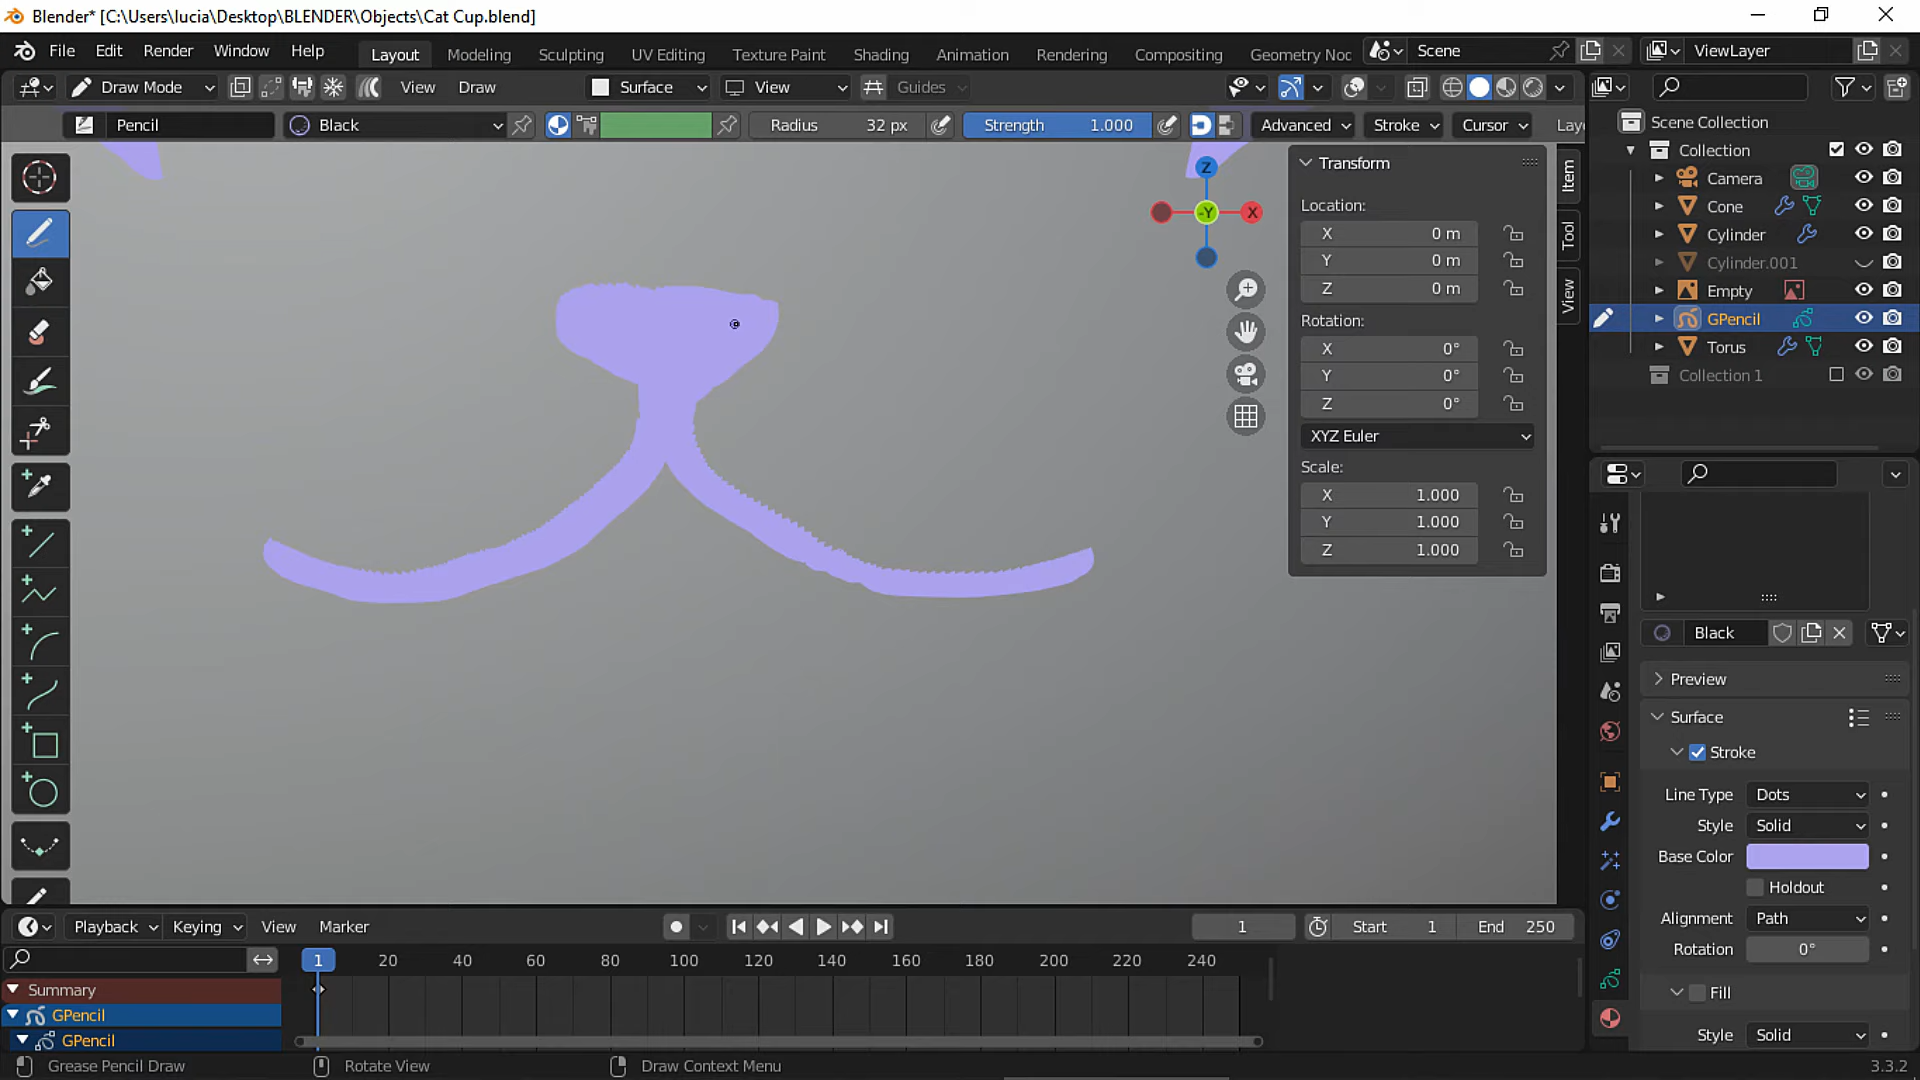 Blender* [C:\Users\lucia\Desktop\BLENDER\Objects\Cat Cup.blend]
File Edit Render Window Help Layout Modeling Sculpting UV Editing Texture Paint Shading Animation Rendering Compositing Geometry Noc Scene ViewLayer
Draw Mode View Draw Surface View Guides
Pencil Black Radius 32 px Strength 1.000 Advanced Stroke Cursor Lay
Scene Collection
Collection
Camera
Cone
Cylinder
Cylinder.001
Empty
GPencil
Torus
Collection 1
Z
-Y
X
Transform
Location:
X 0 m
Y 0 m
Z 0 m
Rotation:
X 0°
Y 0°
Z 0°
XYZ Euler
Scale:
X 1.000
Y 1.000
Z 1.000
Item
Tool
View
Black
Preview
Surface
Stroke
Line Type Dots
Style Solid
Base Color
Holdout
Alignment Path
Rotation 0°
Fill
Style Solid
Playback Keying View Marker 1 Start 1 End 250
1 20 40 60 80 100 120 140 160 180 200 220 240
Summary
GPencil
GPencil
Grease Pencil Draw Rotate View Draw Context Menu 3.3.2